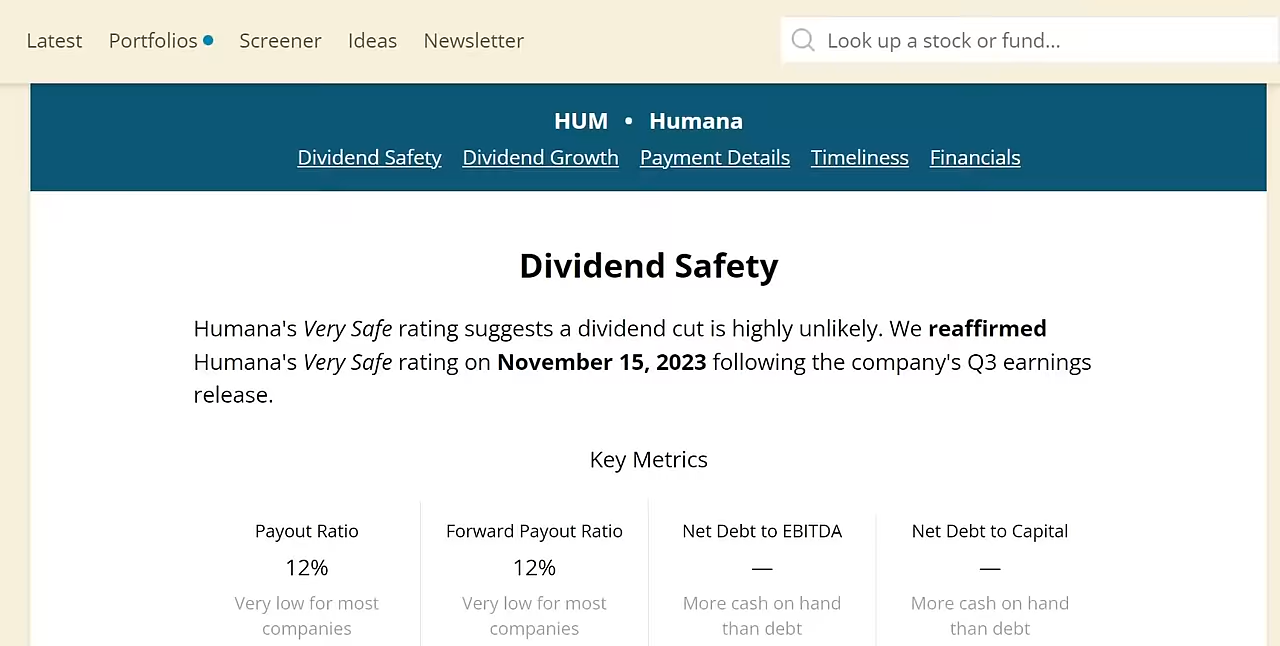 Latest Portfolios Screener Ideas Newsletter Look up a stock or fund...
HUM • Humana
Dividend Safety Dividend Growth Payment Details Timeliness Financials
Dividend Safety
Humana's Very Safe rating suggests a dividend cut is highly unlikely. We reaffirmed
Humana's Very Safe rating on November 15, 2023 following the company's Q3 earnings
release.
Key Metrics
Payout Ratio Forward Payout Ratio Net Debt to EBITDA Net Debt to Capital
12% 12% — —
Very low for most Very low for most More cash on hand More cash on hand
companies companies than debt than debt